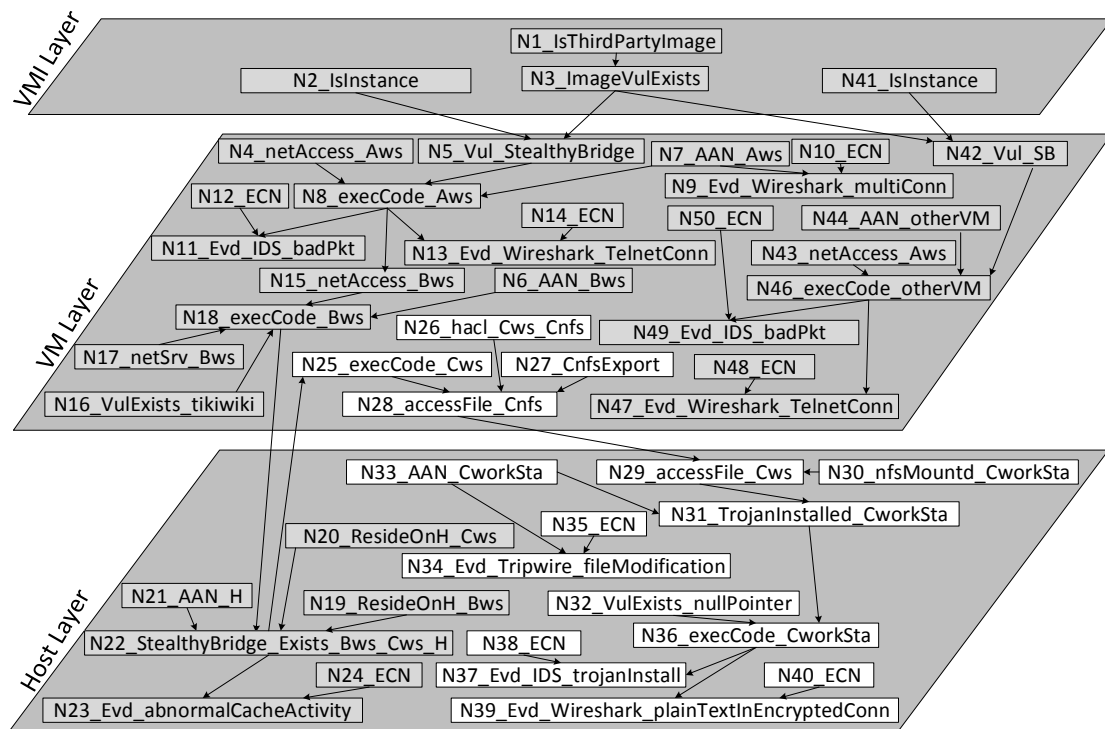 VMI Layer
N1_IsThirdPartyImage
N2_IsInstance
N3_ImageVulExists
N41_IsInstance
VM Layer
N4_netAccess_Aws
N5_Vul_StealthyBridge
N7_AAN_Aws
N10_ECN
N42_Vul_SB
N12_ECN
N8_execCode_Aws
N9_Evd_Wireshark_multiConn
N14_ECN
N50_ECN
N44_AAN_otherVM
N11_Evd_IDS_badPkt
N13_Evd_Wireshark_TelnetConn
N43_netAccess_Aws
N15_netAccess_Bws
N6_AAN_Bws
N46_execCode_otherVM
N18_execCode_Bws
N26_hacl_Cws_Cnfs
N49_Evd_IDS_badPkt
N17_netSrv_Bws
N25_execCode_Cws
N27_CnfsExport
N48_ECN
N16_VulExists_tikiwiki
N28_accessFile_Cnfs
N47_Evd_Wireshark_TelnetConn
Host Layer
N33_AAN_CworkSta
N29_accessFile_Cws
N30_nfsMountd_CworkSta
N35_ECN
N31_TrojanInstalled_CworkSta
N20_ResideOnH_Cws
N34_Evd_Tripwire_fileModification
N21_AAN_H
N19_ResideOnH_Bws
N32_VulExists_nullPointer
N22_StealthyBridge_Exists_Bws_Cws_H
N38_ECN
N36_execCode_CworkSta
N24_ECN
N37_Evd_IDS_trojanInstall
N40_ECN
N23_Evd_abnormalCacheActivity
N39_Evd_Wireshark_plainTextInEncryptedConn